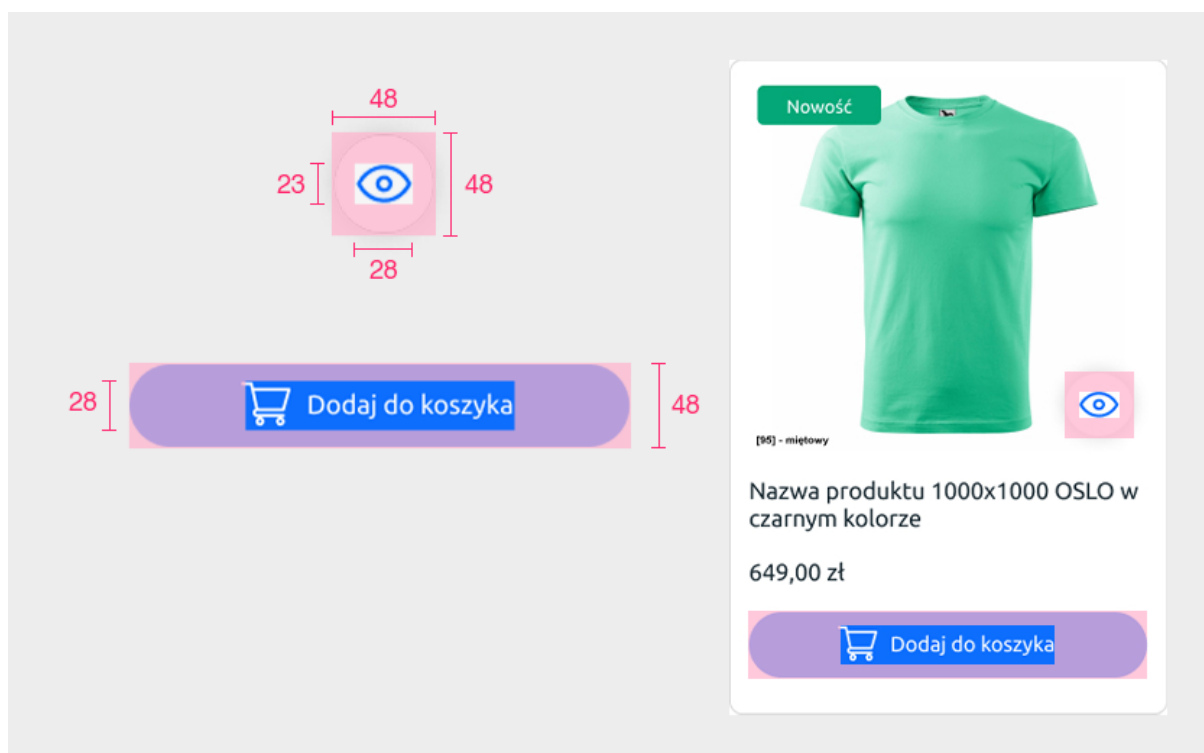 48
23
48
28
28
Dodaj do koszyka
48
Nowość
[95] - miętowy
Nazwa produktu 1000x1000 OSLO w
czarnym kolorze
649,00 zł
Dodaj do koszyka